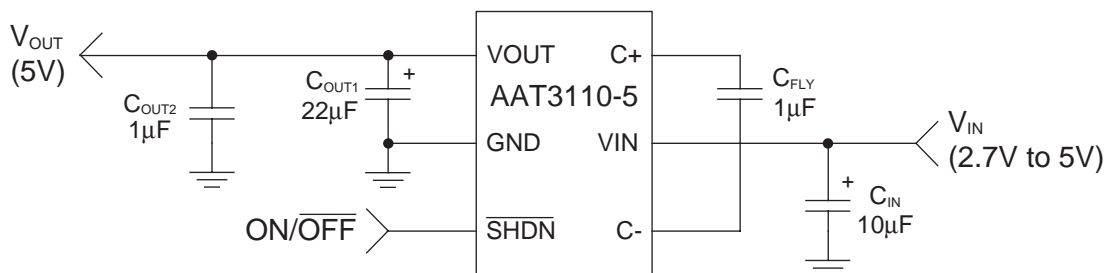 VOUT
(5V)
COUT2
1µF
COUT1
22µF
+
VOUT
C+
AAT3110-5
GND
VIN
SHDN
C-
ON/OFF
CFLY
1µF
VIN
(2.7V to 5V)
+
CIN
10µF